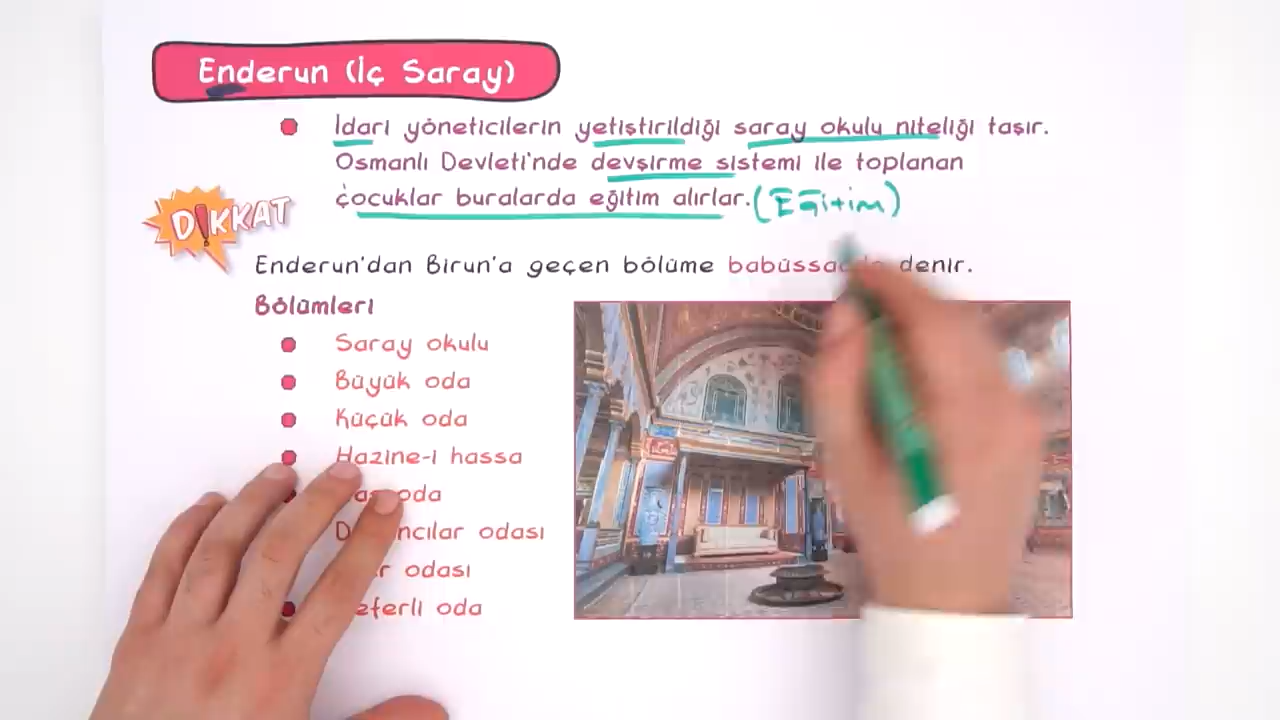 Enderun (İç Saray)
İdari yöneticilerin yetiştirildiği saray okulu niteliği taşır.
Osmanlı Devleti'nde devşirme sistemi ile toplanan
çocuklar buralarda eğitim alırlar. (Eğitim)
DİKKAT
Enderun'dan Birun'a geçen bölüme denir.
Bölümleri
Saray okulu
Büyük oda
Küçük oda
Hazine-i hassa
oda
odası
odası
oda